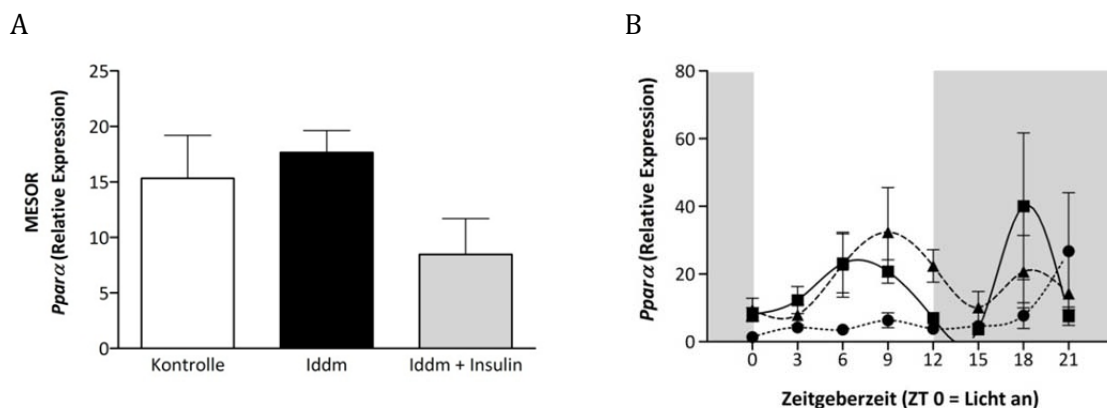 A
B
MESOR
Pparα (Relative Expression)
25
20
15
10
5
0
Kontrolle
Iddm
Iddm + Insulin
Pparα (Relative Expression)
80
60
40
20
0
0 3 6 9 12 15 18 21
Zeitgeberzeit (ZT 0 = Licht an)